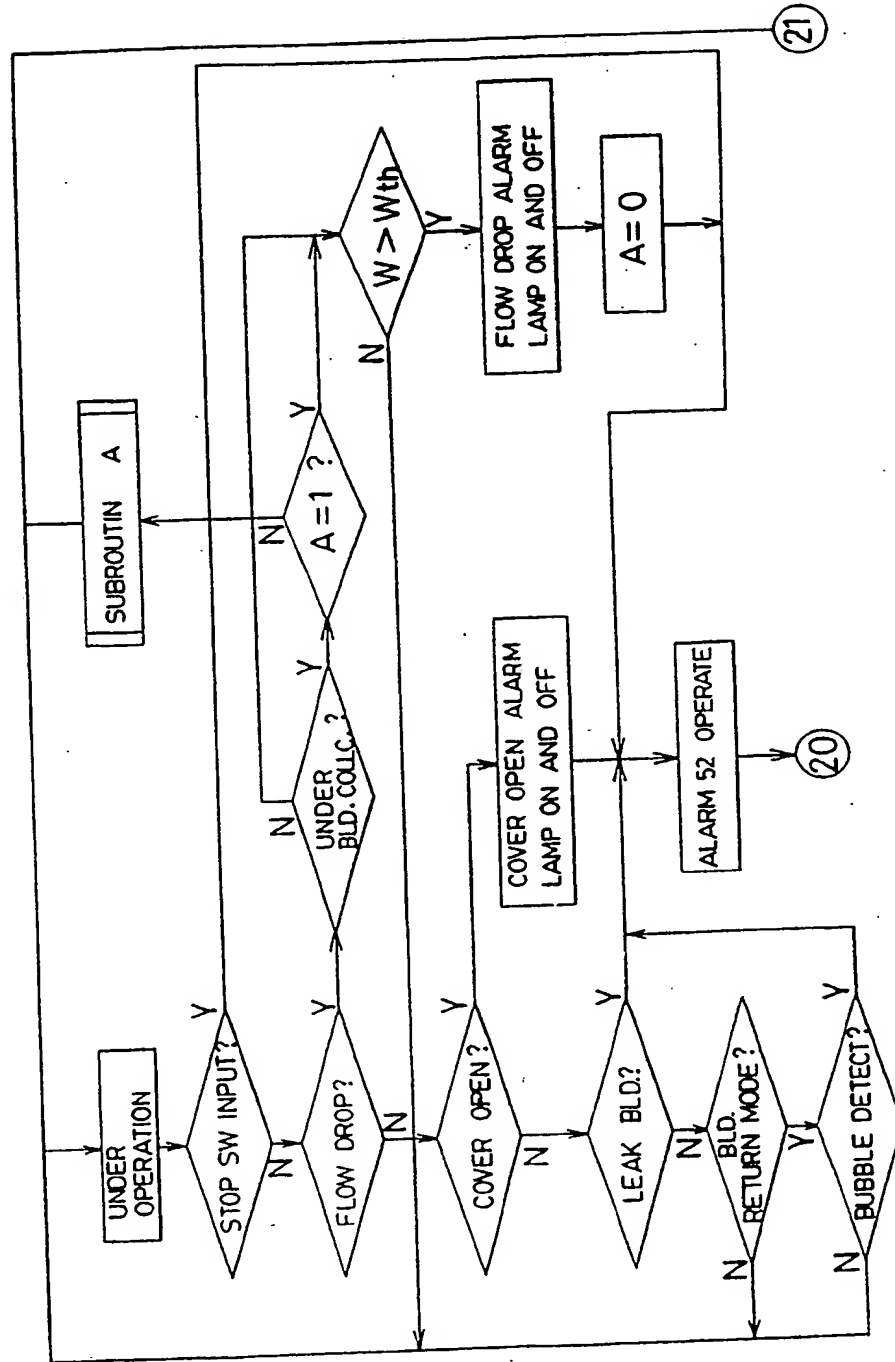 UNDER
OPERATION
STOP SW INPUT?
Y
N
FLOW DROP?
Y
N
UNDER
BLD. COLLC. ?
N
Y
A=1 ?
N
Y
SUBROUTIN A
W > Wth
N
Y
FLOW DROP ALARM
LAMP ON AND OFF
A=0
COVER OPEN?
Y
N
COVER OPEN ALARM
LAMP ON AND OFF
LEAK BLD.?
Y
N
ALARM 52 OPERATE
20
BLD.
RETURN MODE?
N
Y
BUBBLE DETECT?
Y
N
21